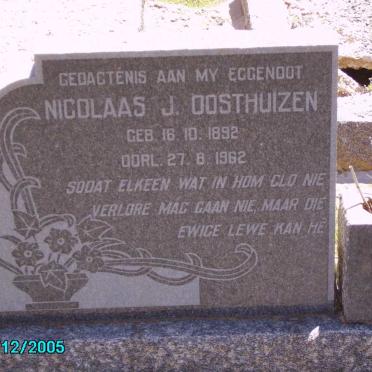 GEDAGTENIS AAN MY EGGENOOT
NICOLAAS J. OOSTHUIZEN
GEB. 16. 10. 1892
OORL. 27. 8. 1962
SODAT ELKEEN WAT IN HOM GLO NIE
VERLORE MAG GAAN NIE, MAAR DIE
EWIGE LEWE KAN HÊ
12/2005